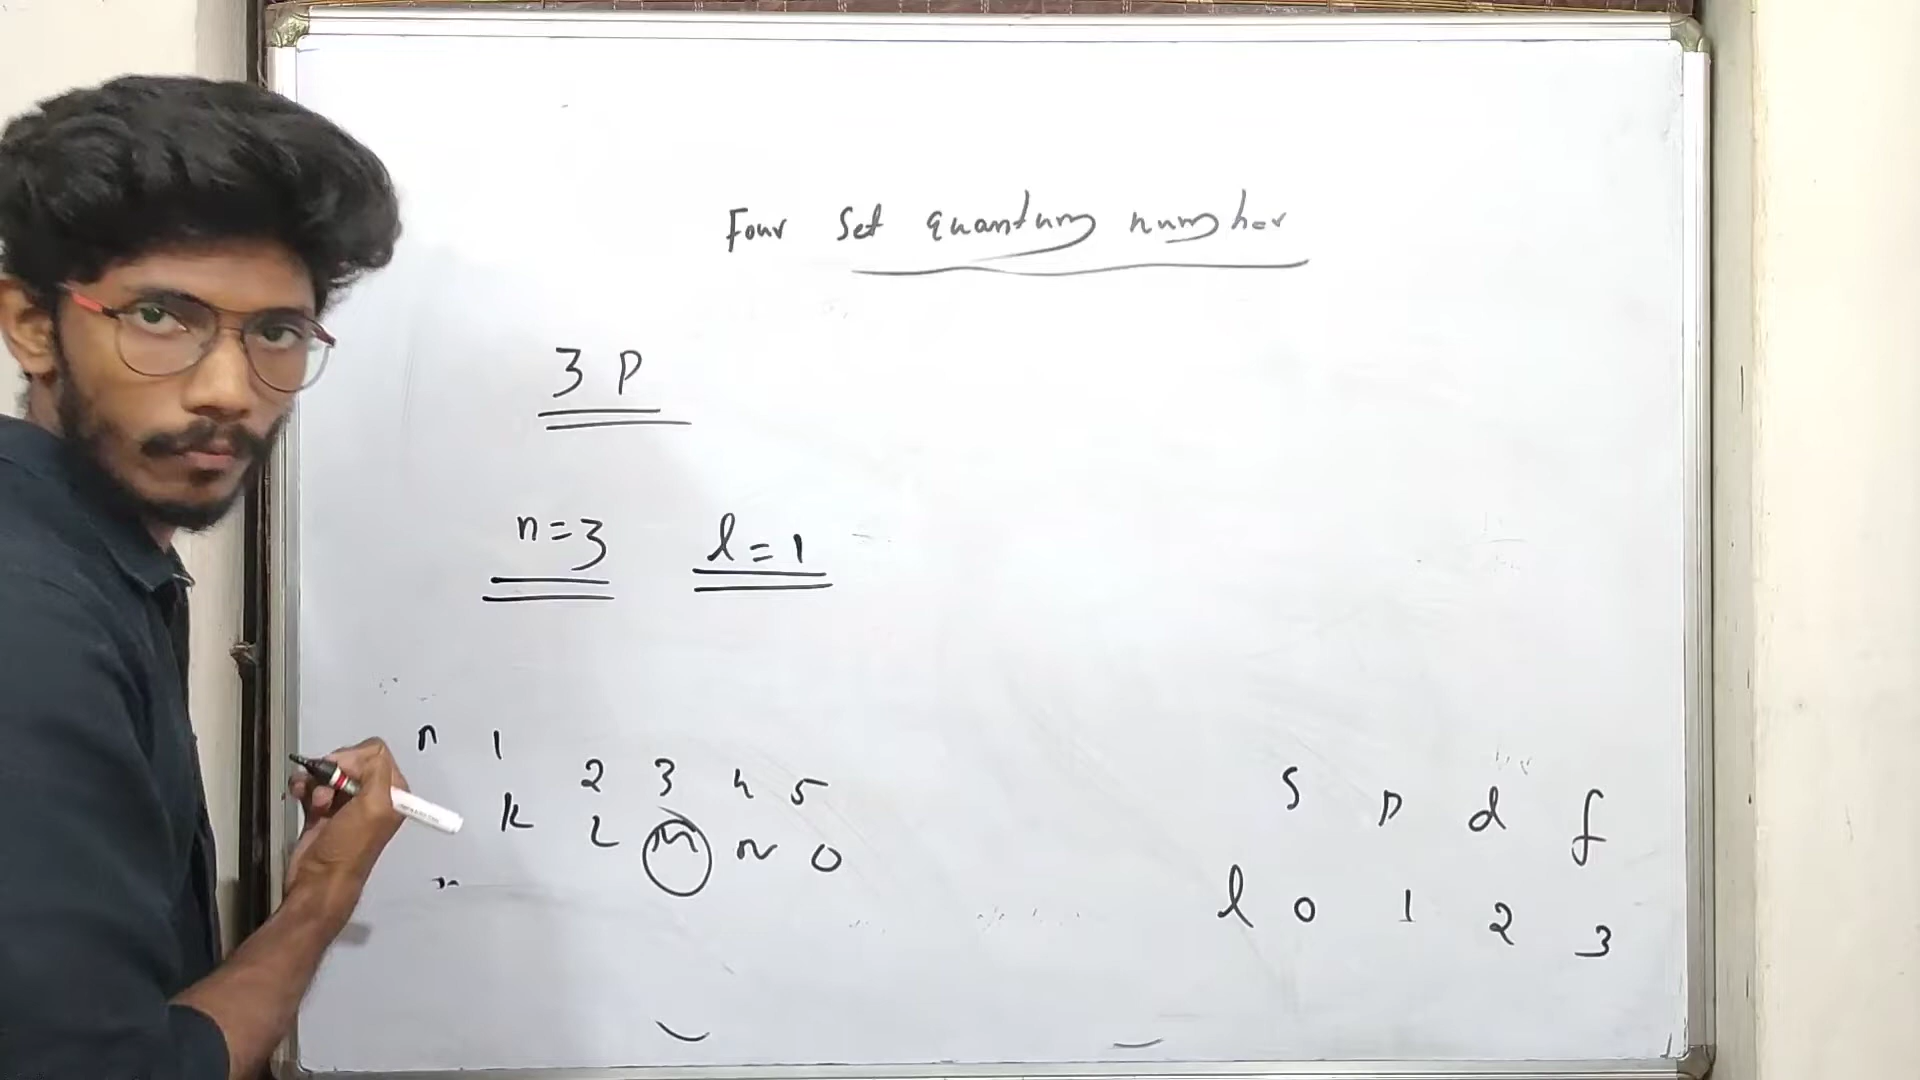 Four Set quantum number
3 P
n=3 l=1
n 1 2 3 4 5
K L M N O
s p d f
l 0 1 2 3